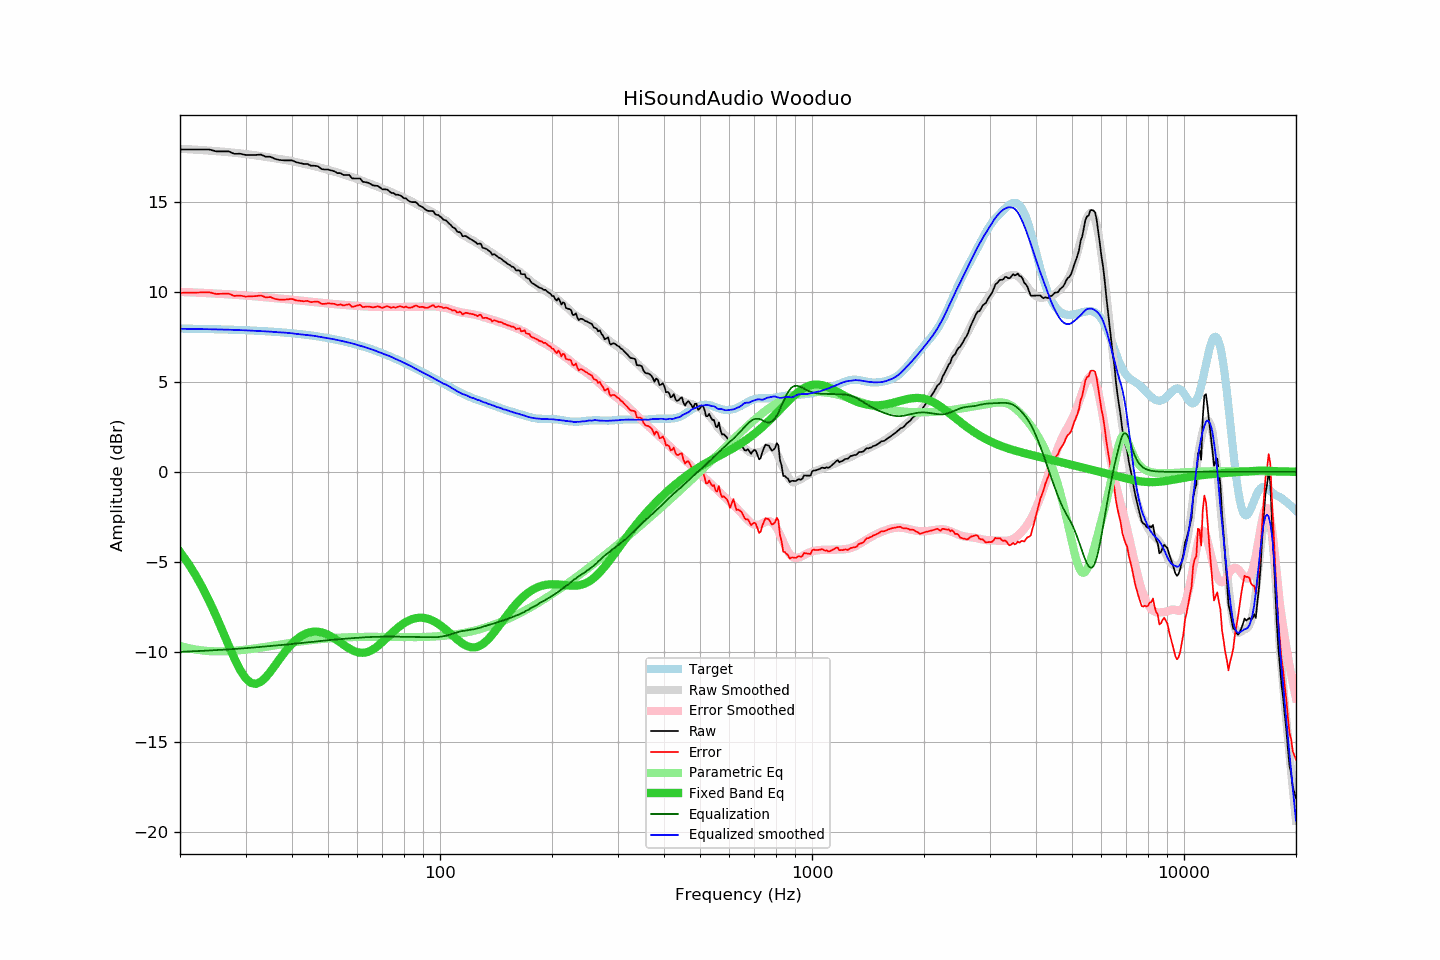 HiSoundAudio Wooduo
Amplitude (dBr)
15
10
5
0
−5
−10
−15
−20
Target
Raw Smoothed
Error Smoothed
Raw
Error
Parametric Eq
Fixed Band Eq
Equalization
Equalized smoothed
100
1000
10000
Frequency (Hz)